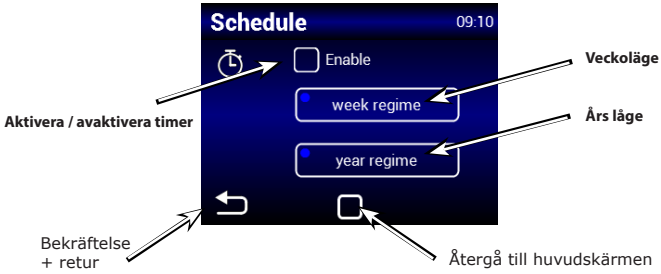 Schedule 09:10
Enable
Veckoläge
week regime
Aktivera / avaktivera timer
Års låge
year regime
Bekräftelse
+ retur
Återgå till huvudskärmen